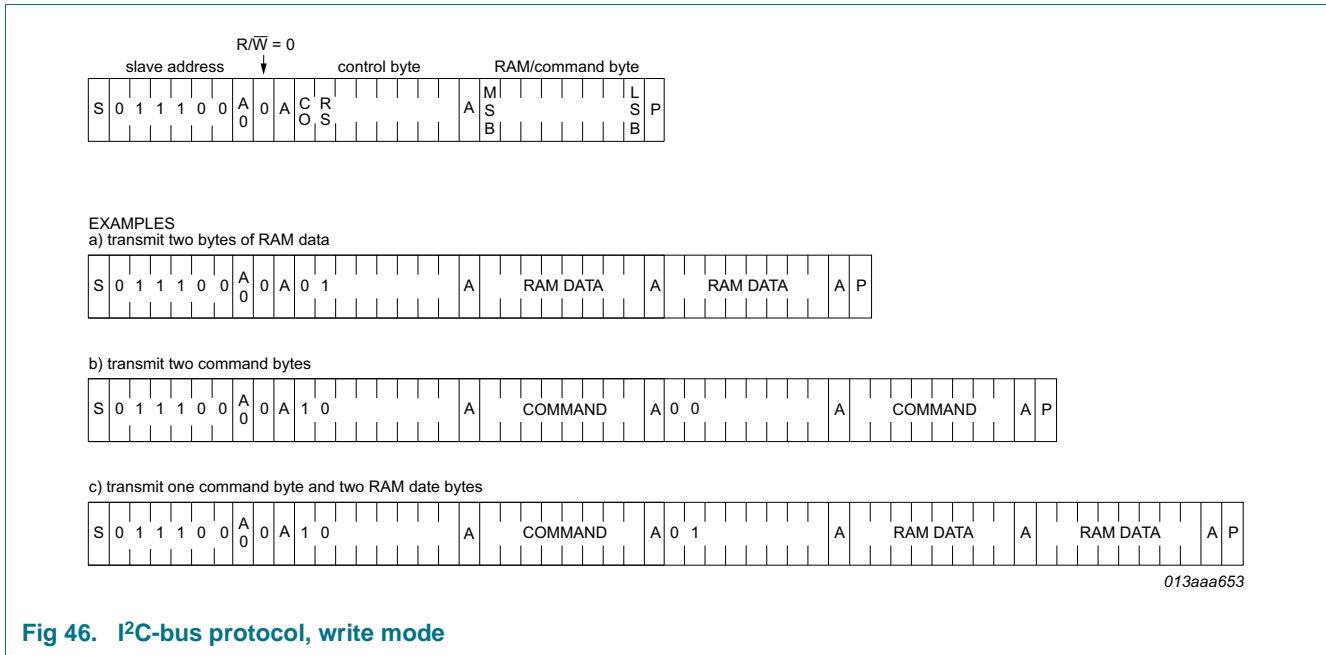 R/W = 0
slave address control byte RAM/command byte
S 0 1 1 1 0 0 A0 0 A CO RS A MSB LSB P
EXAMPLES
a) transmit two bytes of RAM data
S 0 1 1 1 0 0 A0 0 A 0 1 A RAM DATA A RAM DATA A P
b) transmit two command bytes
S 0 1 1 1 0 0 A0 0 A 1 0 A COMMAND A 0 0 A COMMAND A P
c) transmit one command byte and two RAM date bytes
S 0 1 1 1 0 0 A0 0 A 1 0 A COMMAND A 0 1 A RAM DATA A RAM DATA A P
013aaa653
Fig 46. I²C-bus protocol, write mode